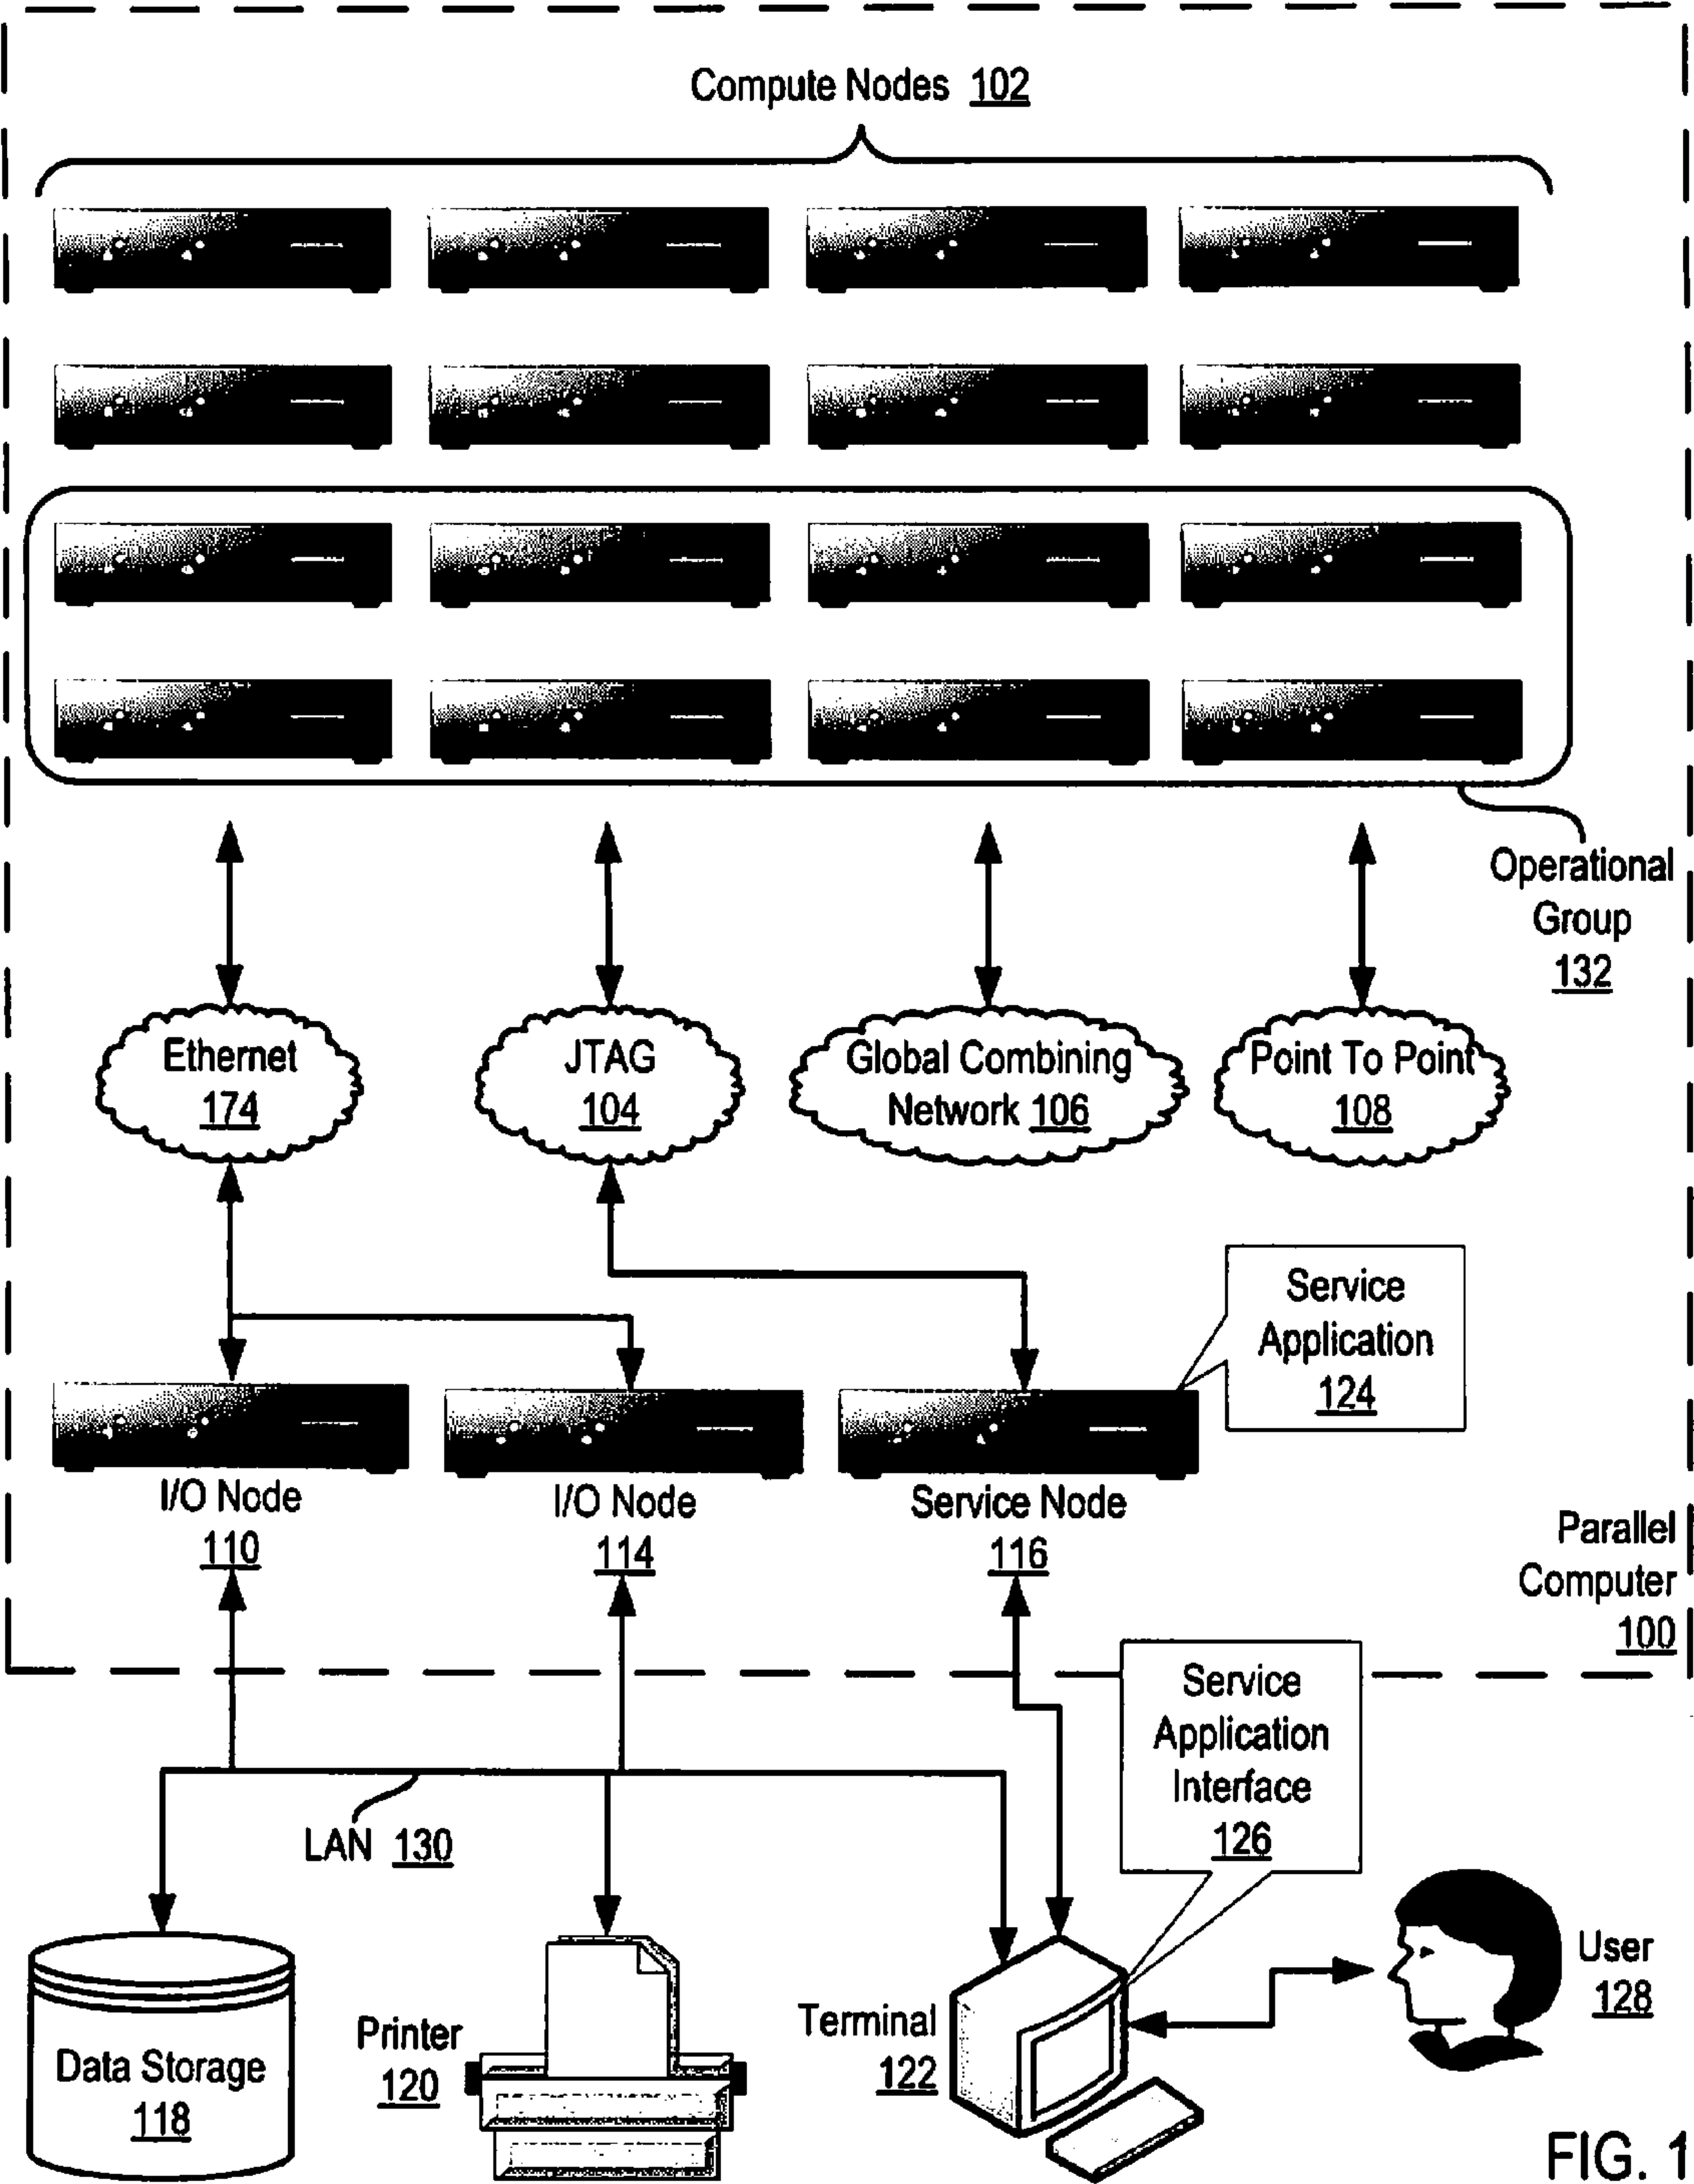 Compute Nodes 102
Operational
Group
132
Ethernet
174
JTAG
104
Global Combining
Network 106
Point To Point
108
Service
Application
124
I/O Node
110
I/O Node
114
Service Node
116
Parallel
Computer
100
Service
Application
Interface
126
LAN 130
Data Storage
118
Printer
120
Terminal
122
User
128
FIG. 1